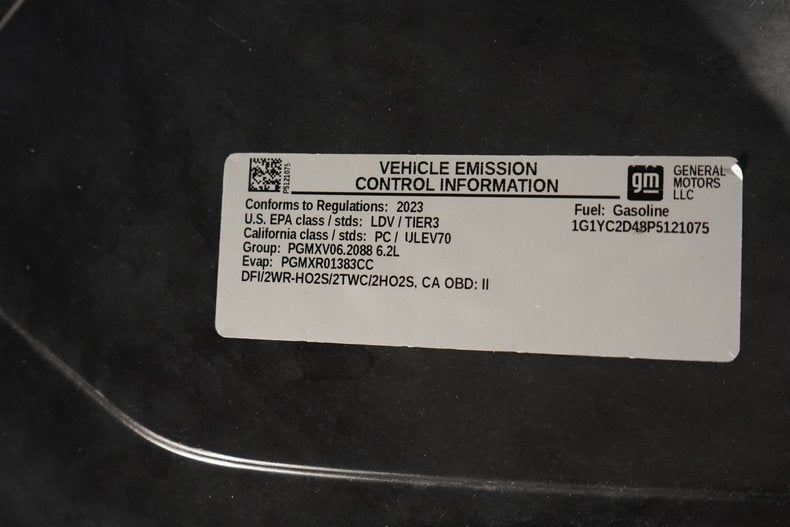 P5121075
VEHICLE EMISSION
CONTROL INFORMATION
gm
GENERAL
MOTORS
LLC
Conforms to Regulations: 2023
U.S. EPA class / stds: LDV / TIER3
California class / stds: PC / ULEV70
Group: PGMXV06.2088 6.2L
Evap: PGMXR01383CC
DFI/2WR-HO2S/2TWC/2HO2S, CA OBD: II
Fuel: Gasoline
1G1YC2D48P5121075